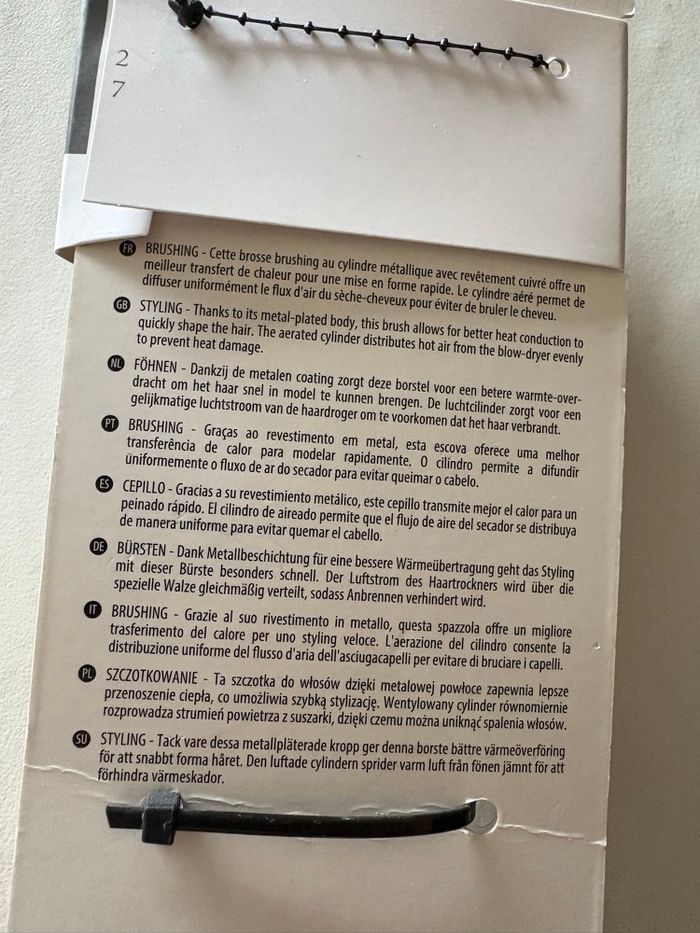 2
7
FR BRUSHING - Cette brosse brushing au cylindre métallique avec revêtement cuivré offre un
meilleur transfert de chaleur pour une mise en forme rapide. Le cylindre aéré permet de
diffuser uniformément le flux d'air du sèche-cheveux pour éviter de bruler le cheveu.
GB STYLING - Thanks to its metal-plated body, this brush allows for better heat conduction to
quickly shape the hair. The aerated cylinder distributes hot air from the blow-dryer evenly
to prevent heat damage.
NL FÖHNEN - Dankzij de metalen coating zorgt deze borstel voor een betere warmte-over-
dracht om het haar snel in model te kunnen brengen. De luchtcilinder zorgt voor een
gelijkmatige luchtstroom van de haardroger om te voorkomen dat het haar verbrandt.
PT BRUSHING - Graças ao revestimento em metal, esta escova oferece uma melhor
transferência de calor para modelar rapidamente. O cilindro permite a difundir
uniformemente o fluxo de ar do secador para evitar queimar o cabelo.
ES CEPILLO - Gracias a su revestimiento metálico, este cepillo transmite mejor el calor para un
peinado rápido. El cilindro de aireado permite que el flujo de aire del secador se distribuya
de manera uniforme para evitar quemar el cabello.
DE BÜRSTEN - Dank Metallbeschichtung für eine bessere Wärmeübertragung geht das Styling
mit dieser Bürste besonders schnell. Der Luftstrom des Haartrockners wird über die
spezielle Walze gleichmäßig verteilt, sodass Anbrennen verhindert wird.
IT BRUSHING - Grazie al suo rivestimento in metallo, questa spazzola offre un migliore
trasferimento del calore per uno styling veloce. L'aerazione del cilindro consente la
distribuzione uniforme del flusso d'aria dell'asciugacapelli per evitare di bruciare i capelli.
PL SZCZOTKOWANIE - Ta szczotka do włosów dzięki metalowej powłoce zapewnia lepsze
przenoszenie ciepła, co umożliwia szybką stylizację. Wentylowany cylinder równomiernie
rozprowadza strumień powietrza z suszarki, dzięki czemu można uniknąć spalenia włosów.
SU STYLING - Tack vare dessa metallpläterade kropp ger denna borste bättre värmeöverföring
för att snabbt forma håret. Den luftade cylindern sprider varm luft från fönen jämnt för att
förhindra värmeskador.